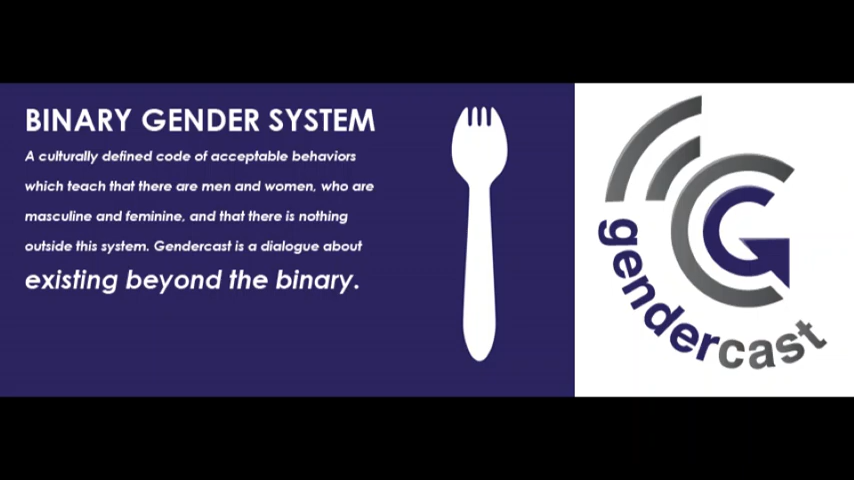 BINARY GENDER SYSTEM
A culturally defined code of acceptable behaviors
which teach that there are men and women, who are
masculine and feminine, and that there is nothing
outside this system. Gendercast is a dialogue about
existing beyond the binary.
G
gendercast